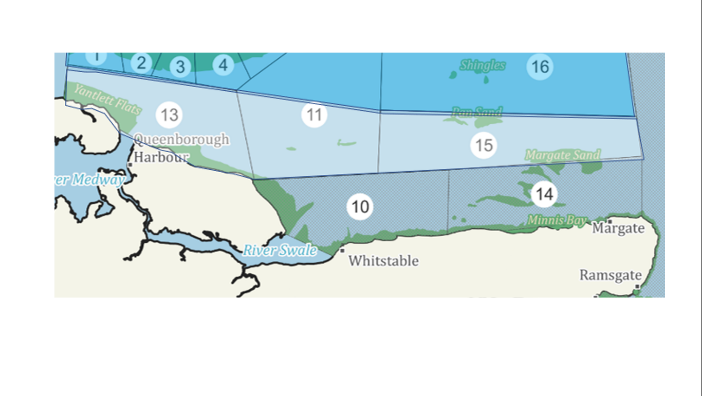 1
2
3
4
Shingles
16
Yantlett Flats
13
11
Pan Sand
15
Queenborough
Harbour
Margate Sand
er Medway
10
14
Minnis Bay
Margate
River Swale
Whitstable
Ramsgate